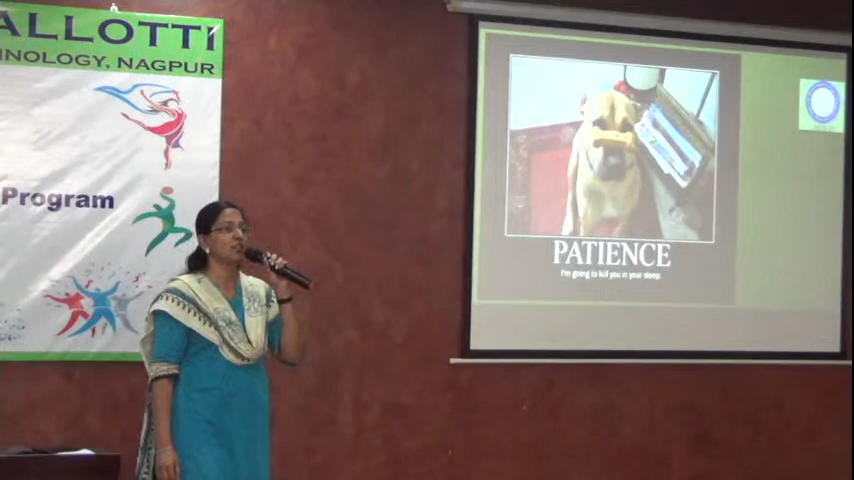 ALLOTTI
NOLOGY, NAGPUR
Program
PATIENCE
I'm going to kill you in your sleep.